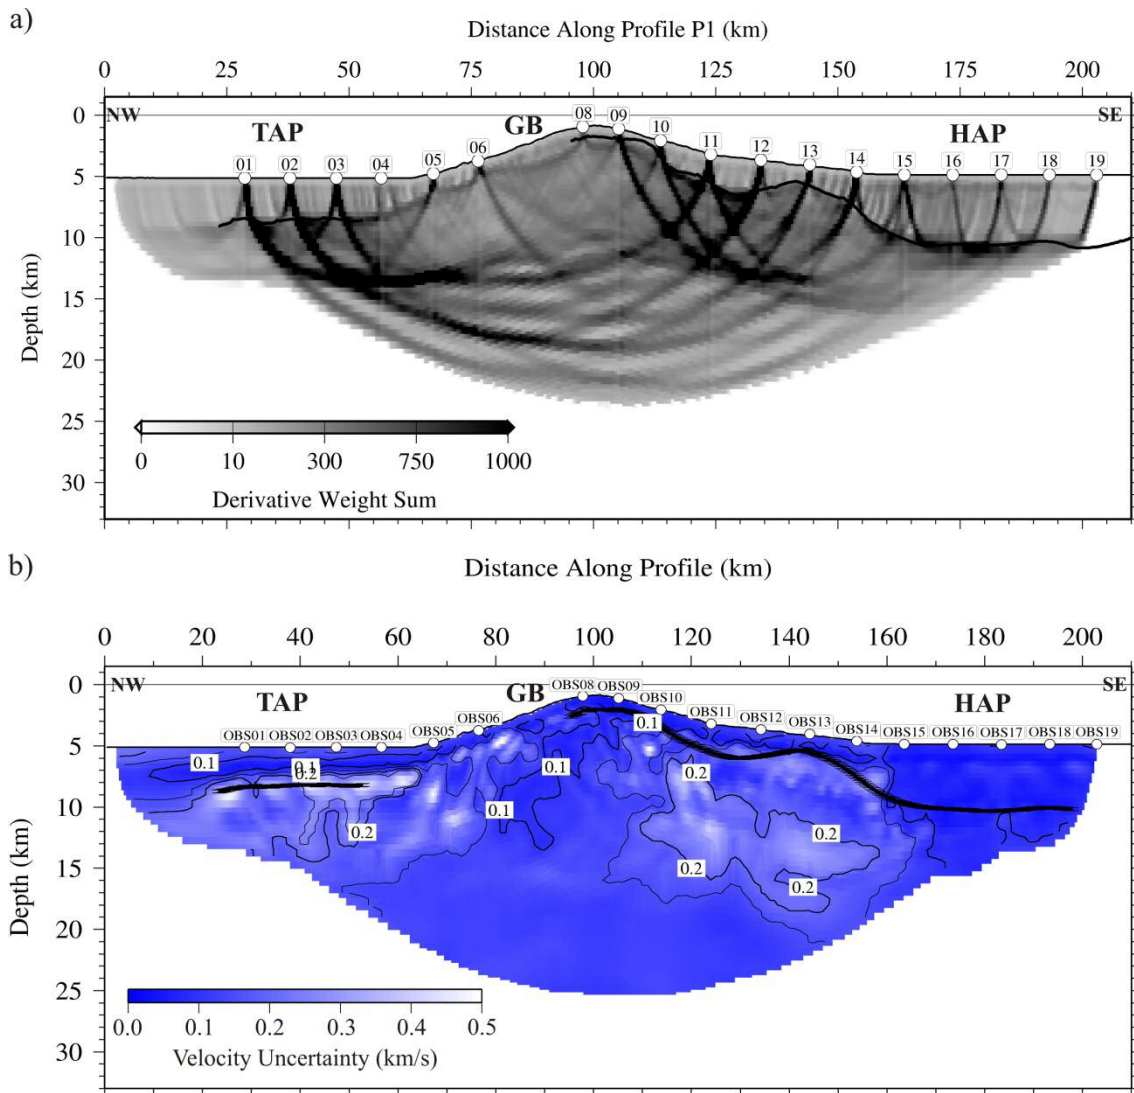 a)
Distance Along Profile P1 (km)
0 25 50 75 100 125 150 175 200
0
NW
SE
TAP
GB
HAP
01 02 03 04 05 06 08 09 10 11 12 13 14 15 16 17 18 19
5
10
15
20
25
30
Depth (km)
0 10 300 750 1000
Derivative Weight Sum
b)
Distance Along Profile (km)
0 20 40 60 80 100 120 140 160 180 200
0
NW
SE
TAP
GB
HAP
OBS01 OBS02 OBS03 OBS04 OBS05 OBS06 OBS08 OBS09 OBS10 OBS11 OBS12 OBS13 OBS14 OBS15 OBS16 OBS17 OBS18 OBS19
5
10
15
20
25
30
Depth (km)
0.1
0.1
0.2
0.1
0.2
0.1
0.1
0.2
0.2
0.2
0.2
0.0 0.1 0.2 0.3 0.4 0.5
Velocity Uncertainty (km/s)